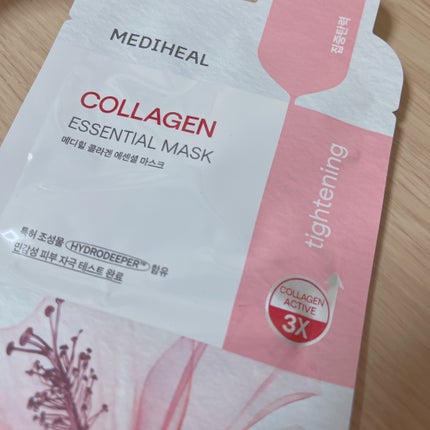 MEDIHEAL
COLLAGEN
ESSENTIAL MASK
메디힐 콜라겐 에센셜 마스크
특허 조성물 HYDRODEEPER™ 함유
민감성 피부 자극 테스트 완료
집중탄력
tightening
COLLAGEN
ACTIVE
3X